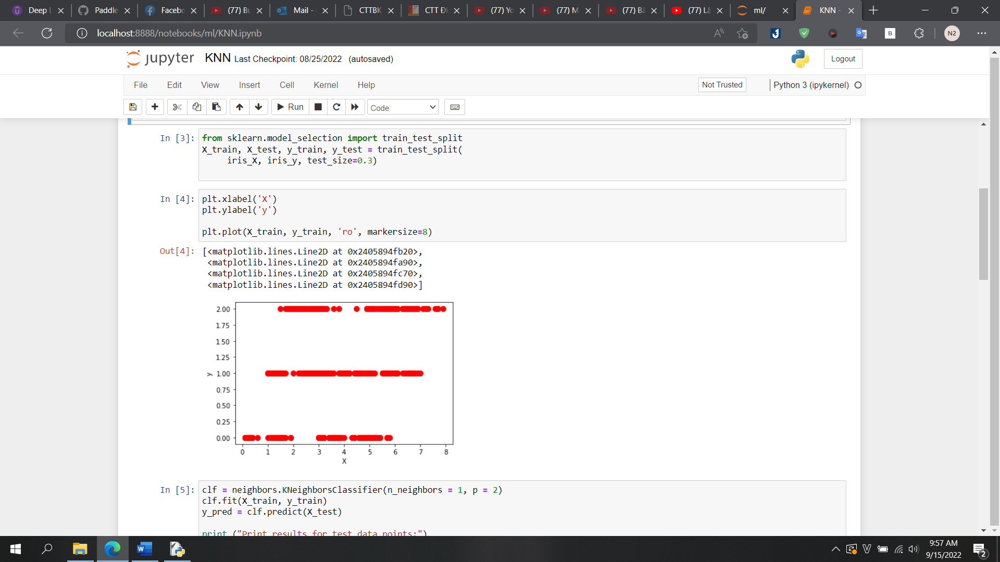 Deep L
Paddle
Facebo
(77) Bu
Mail -
CTTBK
CTT Đ
(77) Yo
(77) M
(77) Bà
(77) Lậ
ml/
KNN -
localhost:8888/notebooks/ml/KNN.ipynb
N2
jupyter KNN Last Checkpoint: 08/25/2022 (autosaved)
Logout
File Edit View Insert Cell Kernel Help
Not Trusted
Python 3 (ipykernel)
Run
Code
In [3]: from sklearn.model_selection import train_test_split
X_train, X_test, y_train, y_test = train_test_split(
iris_X, iris_y, test_size=0.3)
In [4]: plt.xlabel('X')
plt.ylabel('y')
plt.plot(X_train, y_train, 'ro', markersize=8)
Out[4]: [<matplotlib.lines.Line2D at 0x2405894fb20>,
<matplotlib.lines.Line2D at 0x2405894fa90>,
<matplotlib.lines.Line2D at 0x2405894fc70>,
<matplotlib.lines.Line2D at 0x2405894fd90>]
2.00
1.75
1.50
1.25
1.00
0.75
0.50
0.25
0.00
y
0 1 2 3 4 5 6 7 8
X
In [5]: clf = neighbors.KNeighborsClassifier(n_neighbors = 1, p = 2)
clf.fit(X_train, y_train)
y_pred = clf.predict(X_test)
print ("Print results for test data points:")
9:57 AM
9/15/2022
2